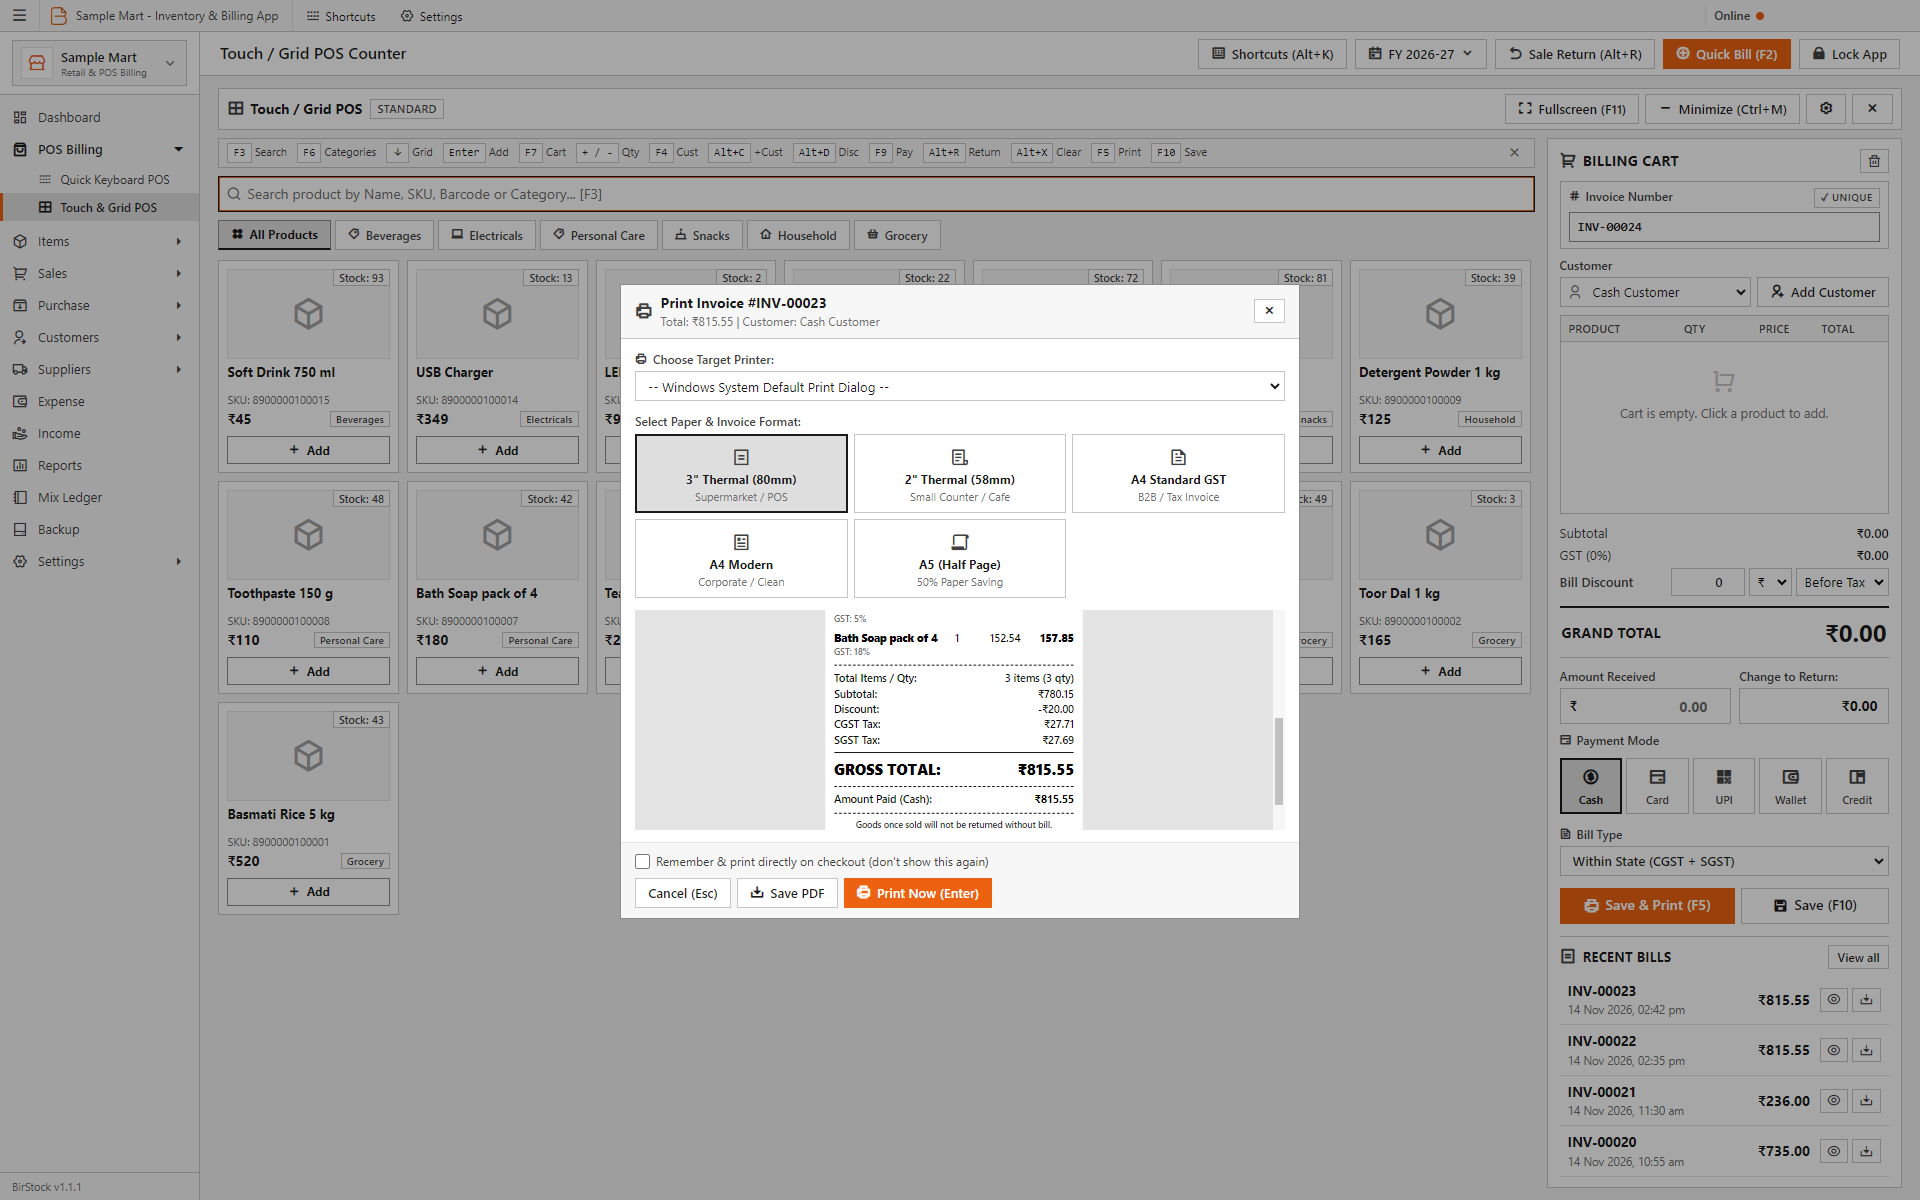 Sample Mart - Inventory & Billing App
Shortcuts
Settings
Online
Sample Mart
Retail & POS Billing
Touch / Grid POS Counter
Shortcuts (Alt+K)
FY 2026-27
Sale Return (Alt+R)
Quick Bill (F2)
Lock App
Dashboard
POS Billing
Quick Keyboard POS
Touch & Grid POS
Items
Sales
Purchase
Customers
Suppliers
Expense
Income
Reports
Mix Ledger
Backup
Settings
BirStock v1.1.1
Touch / Grid POS STANDARD
Fullscreen (F11)
Minimize (Ctrl+M)
F3 Search F6 Categories ↓ Grid Enter Add F7 Cart + / - Qty F4 Cust Alt+C +Cust Alt+D Disc F9 Pay Alt+R Return Alt+X Clear F5 Print F10 Save
Search product by Name, SKU, Barcode or Category... [F3]
All Products
Beverages
Electricals
Personal Care
Snacks
Household
Grocery
Stock: 93
Soft Drink 750 ml
SKU: 8900000100015
₹45 Beverages
+ Add
Stock: 13
USB Charger
SKU: 8900000100014
₹349 Electricals
+ Add
Stock: 2
Stock: 22
Stock: 72
Stock: 81
Stock: 39
Detergent Powder 1 kg
SKU: 8900000100009
₹125 Household
+ Add
Stock: 48
Toothpaste 150 g
SKU: 8900000100008
₹110 Personal Care
+ Add
Stock: 42
Bath Soap pack of 4
SKU: 8900000100007
₹180 Personal Care
+ Add
Stock: 3
Toor Dal 1 kg
SKU: 8900000100002
₹165 Grocery
+ Add
Stock: 43
Basmati Rice 5 kg
SKU: 8900000100001
₹520 Grocery
+ Add
Print Invoice #INV-00023
Total: ₹815.55 | Customer: Cash Customer
Choose Target Printer:
-- Windows System Default Print Dialog --
Select Paper & Invoice Format:
3" Thermal (80mm)
Supermarket / POS
2" Thermal (58mm)
Small Counter / Cafe
A4 Standard GST
B2B / Tax Invoice
A4 Modern
Corporate / Clean
A5 (Half Page)
50% Paper Saving
GST: 5%
Bath Soap pack of 4 1 152.54 157.85
GST: 18%
Total Items / Qty: 3 items (3 qty)
Subtotal: ₹780.15
Discount: -₹20.00
CGST Tax: ₹27.71
SGST Tax: ₹27.69
GROSS TOTAL: ₹815.55
Amount Paid (Cash): ₹815.55
Goods once sold will not be returned without bill.
Remember & print directly on checkout (don't show this again)
Cancel (Esc)
Save PDF
Print Now (Enter)
BILLING CART
# Invoice Number ✓ UNIQUE
INV-00024
Customer
Cash Customer
Add Customer
PRODUCT QTY PRICE TOTAL
Cart is empty. Click a product to add.
Subtotal ₹0.00
GST (0%) ₹0.00
Bill Discount 0 ₹ Before Tax
GRAND TOTAL ₹0.00
Amount Received Change to Return:
₹ 0.00 ₹0.00
Payment Mode
Cash
Card
UPI
Wallet
Credit
Bill Type
Within State (CGST + SGST)
Save & Print (F5)
Save (F10)
RECENT BILLS View all
INV-00023
14 Nov 2026, 02:42 pm
₹815.55
INV-00022
14 Nov 2026, 02:35 pm
₹815.55
INV-00021
14 Nov 2026, 11:30 am
₹236.00
INV-00020
14 Nov 2026, 10:55 am
₹735.00